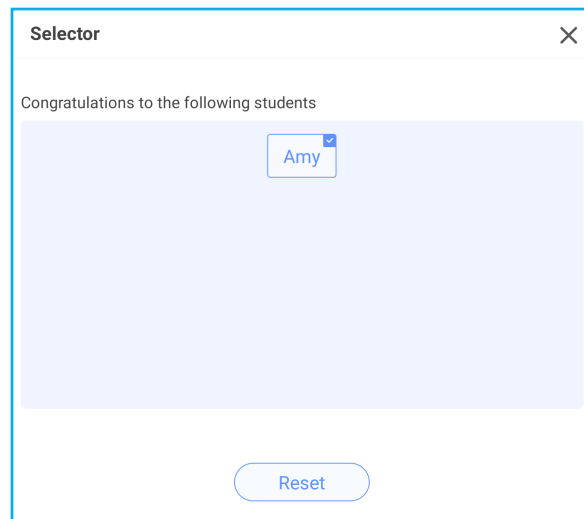 Selector
Congratulations to the following students
Amy
Reset